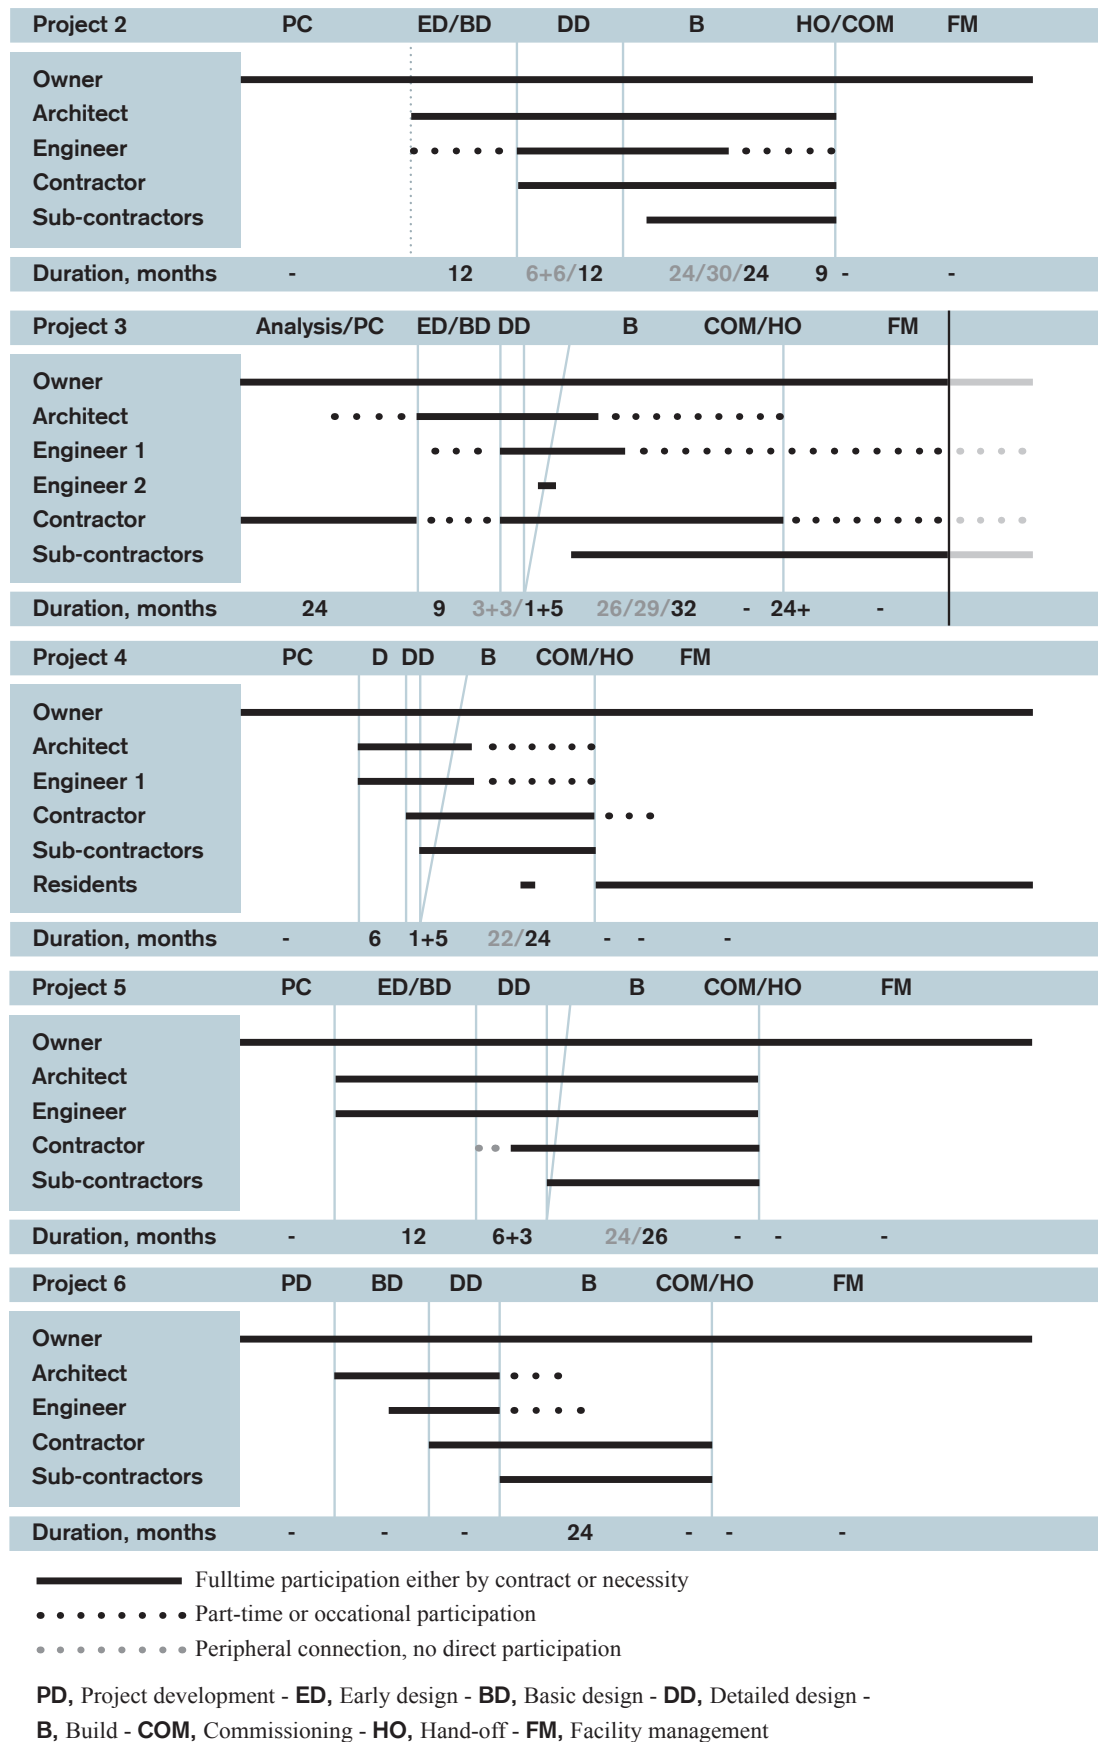 Project 2 PC ED/BD DD B HO/COM FM
Owner
Architect
Engineer
Contractor
Sub-contractors
Duration, months - 12 6+6/12 24/30/24 9 - -
Project 3 Analysis/PC ED/BD DD B COM/HO FM
Owner
Architect
Engineer 1
Engineer 2
Contractor
Sub-contractors
Duration, months 24 9 3+3/1+5 26/29/32 - 24+ -
Project 4 PC D DD B COM/HO FM
Owner
Architect
Engineer 1
Contractor
Sub-contractors
Residents
Duration, months - 6 1+5 22/24 - - -
Project 5 PC ED/BD DD B COM/HO FM
Owner
Architect
Engineer
Contractor
Sub-contractors
Duration, months - 12 6+3 24/26 - - -
Project 6 PD BD DD B COM/HO FM
Owner
Architect
Engineer
Contractor
Sub-contractors
Duration, months - - - 24 - - -
Fulltime participation either by contract or necessity
Part-time or occational participation
Peripheral connection, no direct participation
PD, Project development - ED, Early design - BD, Basic design - DD, Detailed design -
B, Build - COM, Commissioning - HO, Hand-off - FM, Facility management